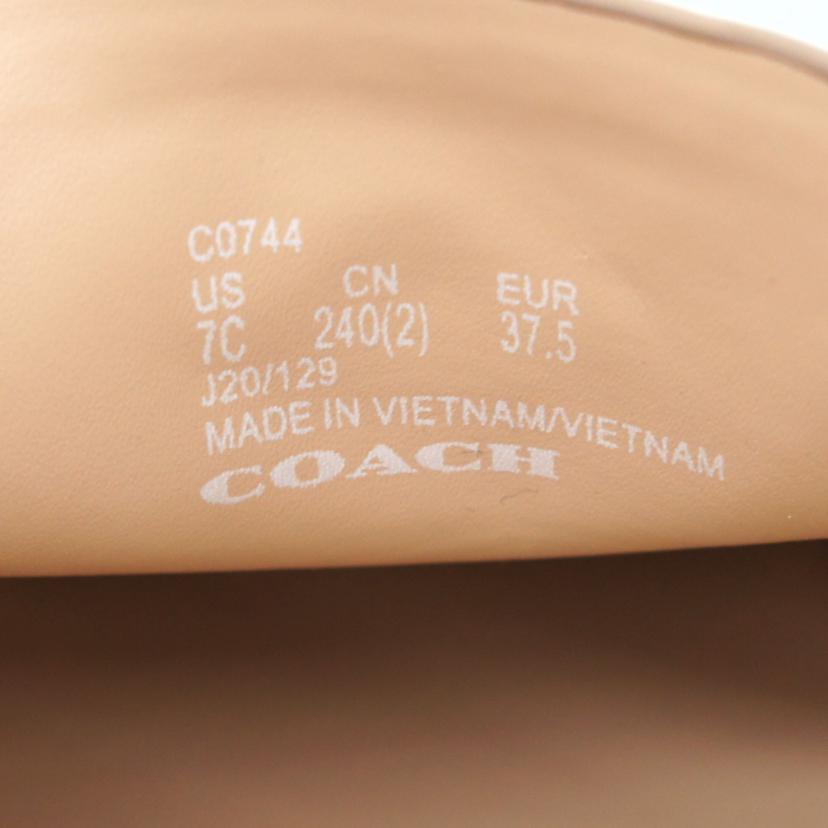 C0744
US CN EUR
7C 240(2) 37.5
J20/129
MADE IN VIETNAM/VIETNAM
COACH